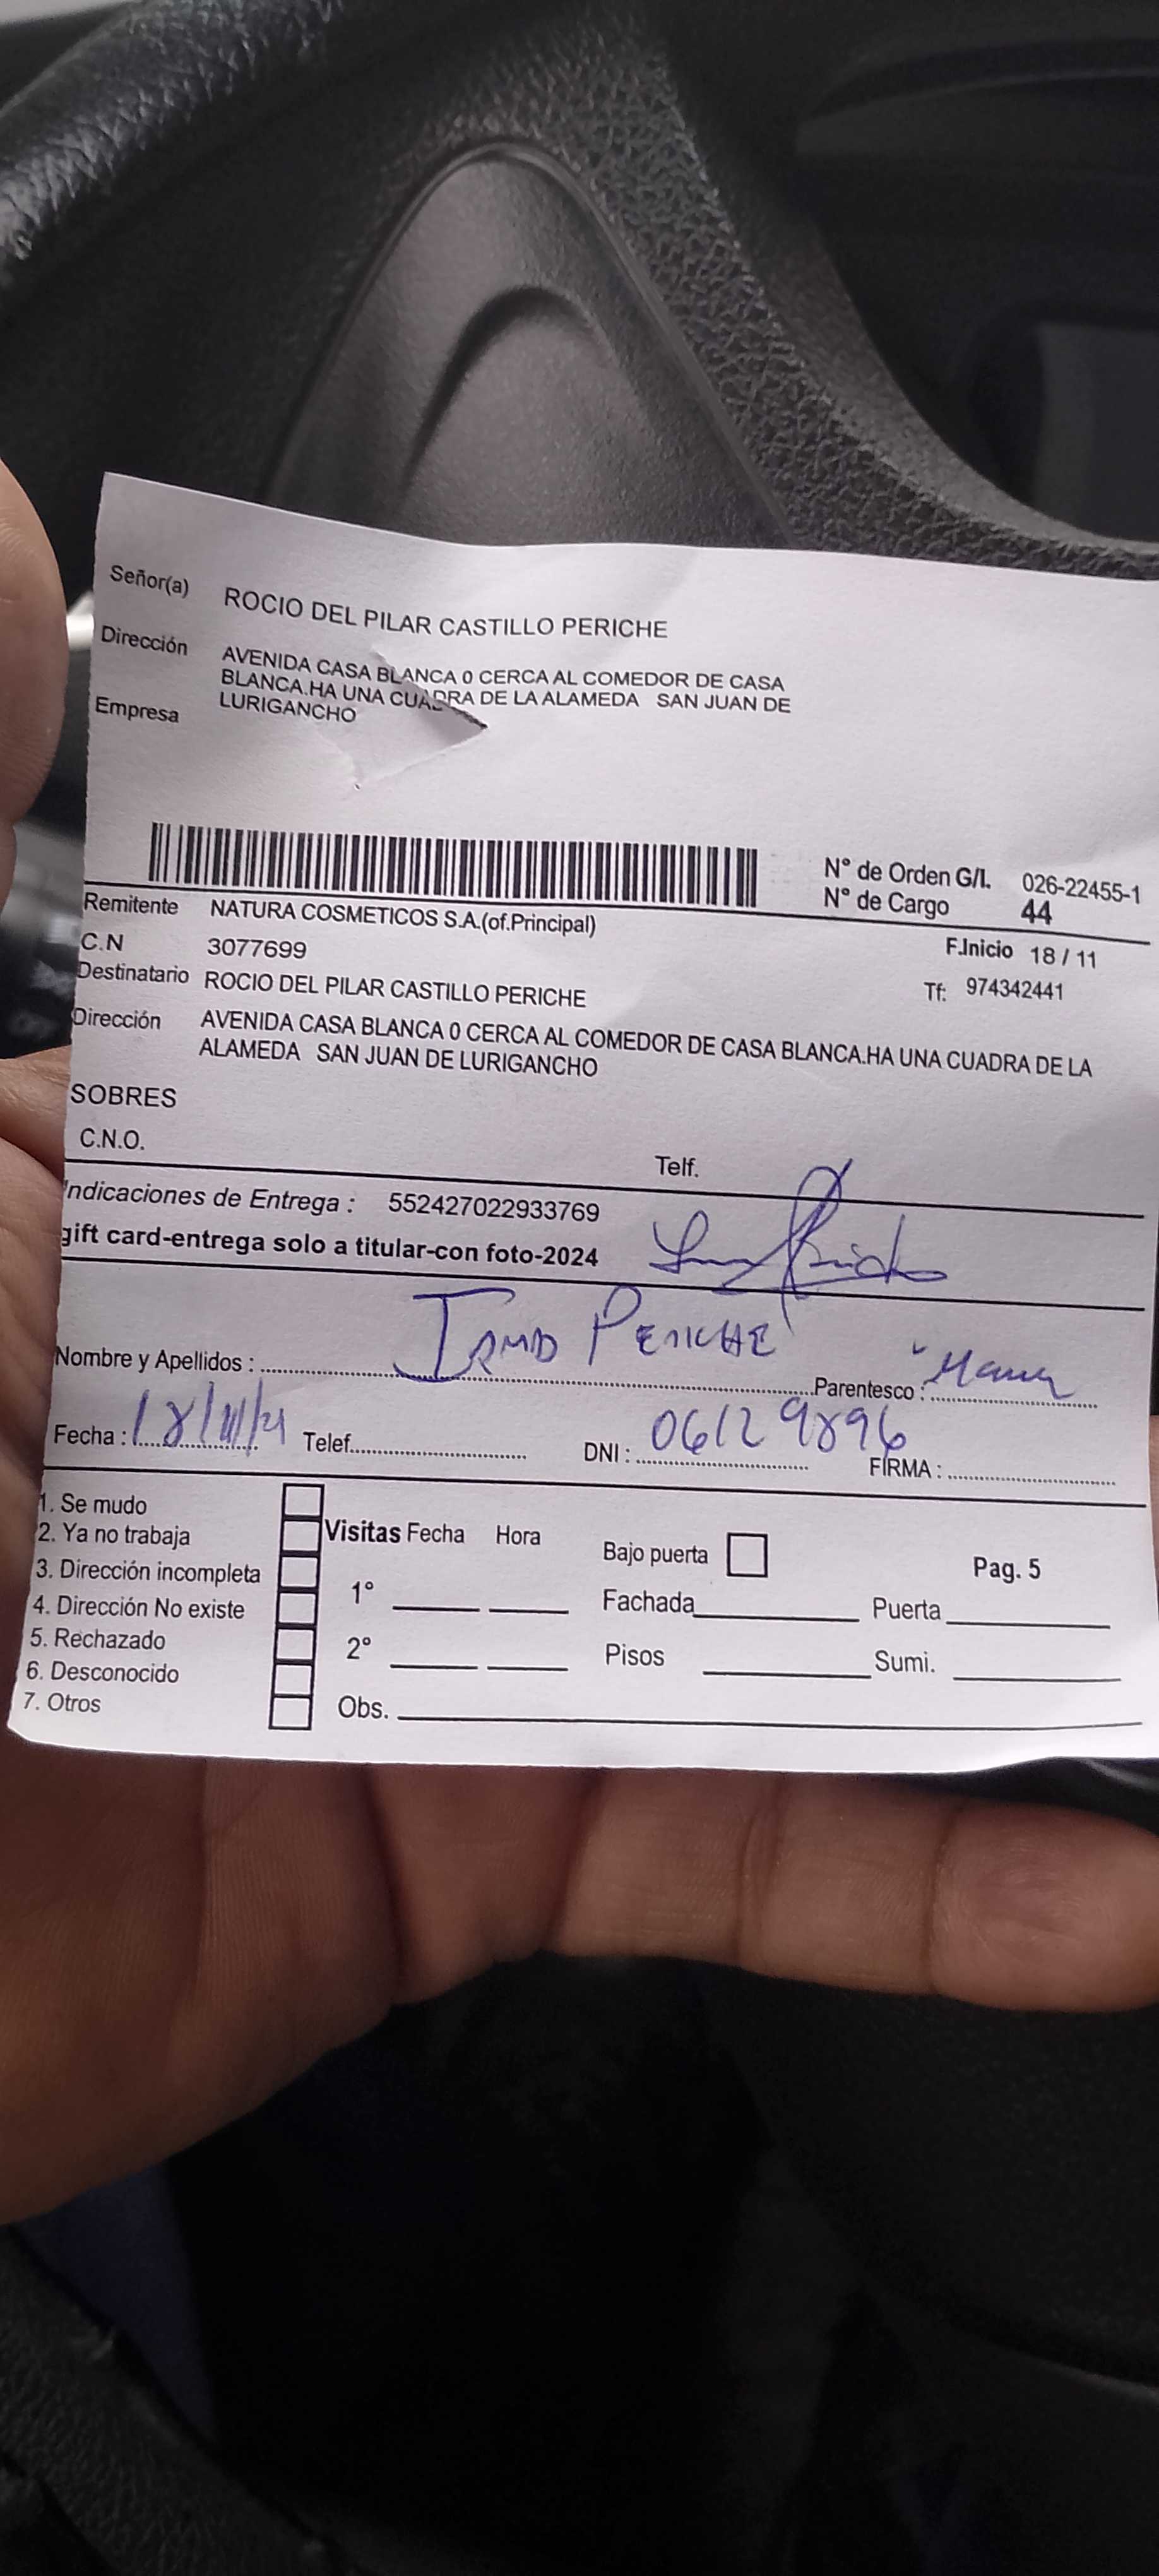 Señor(a) ROCIO DEL PILAR CASTILLO PERICHE
Dirección AVENIDA CASA BLANCA 0 CERCA AL COMEDOR DE CASA
BLANCA.HA UNA CUADRA DE LA ALAMEDA SAN JUAN DE
LURIGANCHO
Empresa
N° de Orden G/I. 026-22455-1
N° de Cargo 44
Remitente NATURA COSMETICOS S.A.(of.Principal)
F.Inicio 18 / 11
C.N 3077699
Tf: 974342441
Destinatario ROCIO DEL PILAR CASTILLO PERICHE
Dirección AVENIDA CASA BLANCA 0 CERCA AL COMEDOR DE CASA BLANCA.HA UNA CUADRA DE LA
ALAMEDA SAN JUAN DE LURIGANCHO
SOBRES
C.N.O.
Telf.
Indicaciones de Entrega : 552427022933769
gift card-entrega solo a titular-con foto-2024
Nombre y Apellidos : PERICHE
Parentesco :
Fecha : Telef. DNI : 06129896 FIRMA :
1. Se mudo
2. Ya no trabaja
3. Dirección incompleta
4. Dirección No existe
5. Rechazado
6. Desconocido
7. Otros
Visitas Fecha Hora
1°
2°
Obs.
Bajo puerta
Pag. 5
Fachada Puerta
Pisos Sumi.